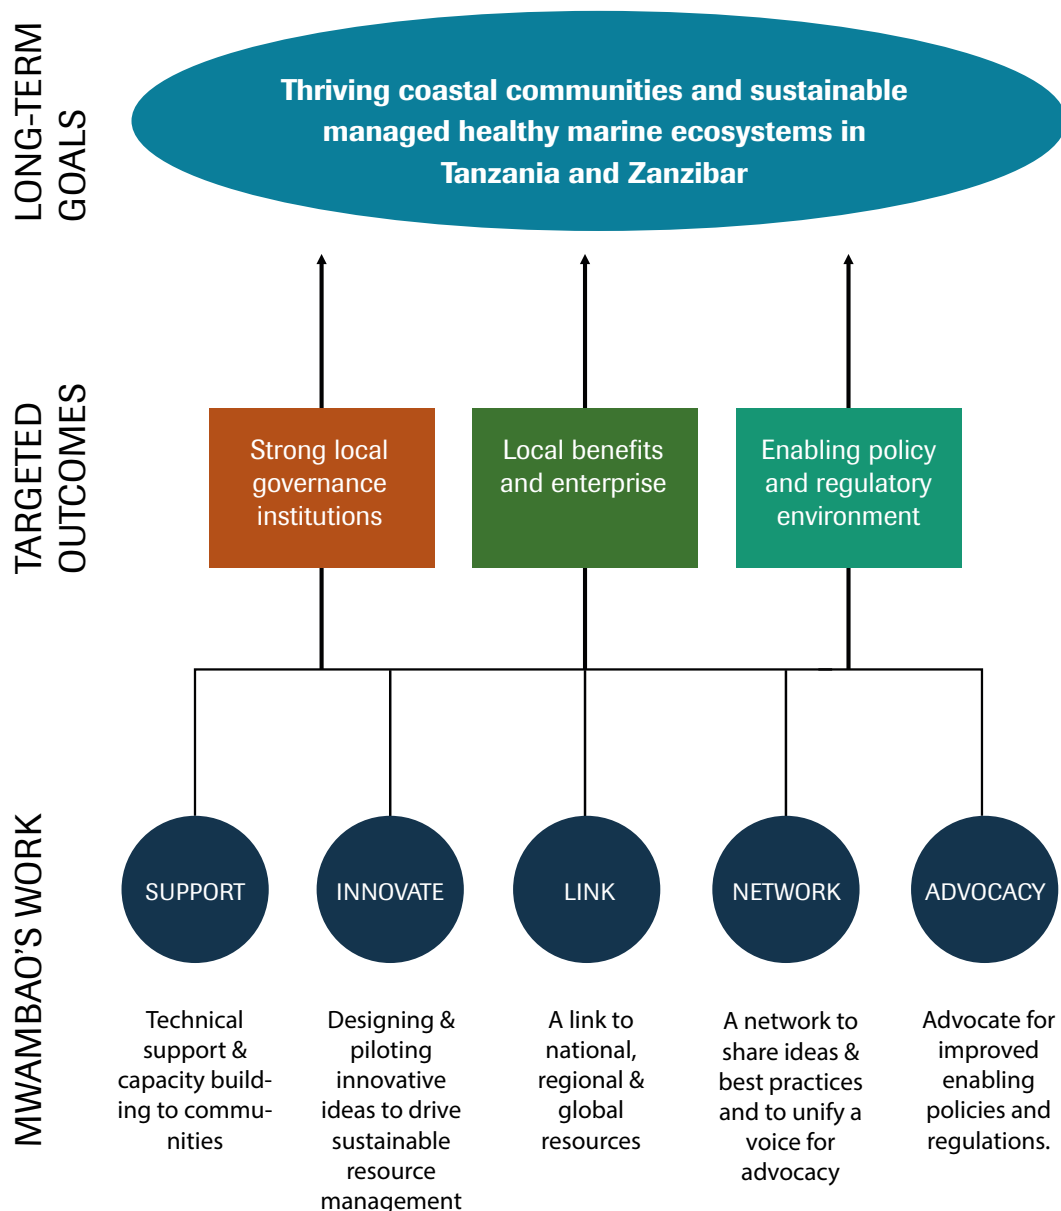 LONG-TERM
GOALS
Thriving coastal communities and sustainable
managed healthy marine ecosystems in
Tanzania and Zanzibar
TARGETED
OUTCOMES
Strong local
governance
institutions
Local benefits
and enterprise
Enabling policy
and regulatory
environment
MWAMBAO'S WORK
SUPPORT
INNOVATE
LINK
NETWORK
ADVOCACY
Technical
support &
capacity build-
ing to commu-
nities
Designing &
piloting
innovative
ideas to drive
sustainable
resource
management
A link to
national,
regional &
global
resources
A network to
share ideas &
best practices
and to unify a
voice for
advocacy
Advocate for
improved
enabling
policies and
regulations.